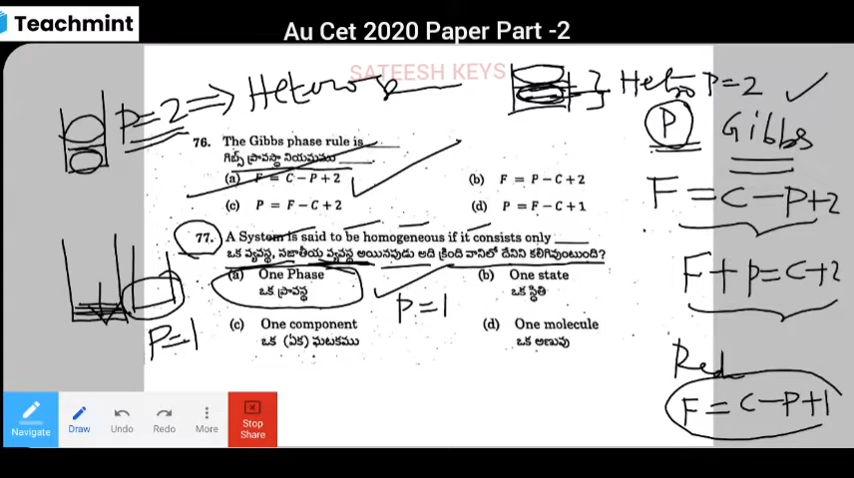 Teachmint
Au Cet 2020 Paper Part -2
SATEESH KEYS
P=2 ⇒
P=2
P
Gibbs
76. The Gibbs phase rule is ____
గిబ్స్ ప్రావస్థా నియమము ____
(a) F = C – P + 2
(b) F = P – C + 2
(c) P = F – C + 2
(d) P = F – C + 1
F = C – P + 2
77. A System is said to be homogeneous if it consists only ____
ఒక వ్యవస్థ, సజాతీయ వ్యవస్థ అయినపుడు అది క్రింది వానిలో దేనిని కలిగివుంటుంది?
(a) One Phase
ఒక ప్రావస్థ
(b) One state
ఒక స్థితి
F + P = C + 2
P=1
(c) One component
ఒక (ఏక) ఘటకము
(d) One molecule
ఒక అణువు
P=1
Red
F = C – P + 1
Navigate
Draw
Undo
Redo
More
Stop
Share